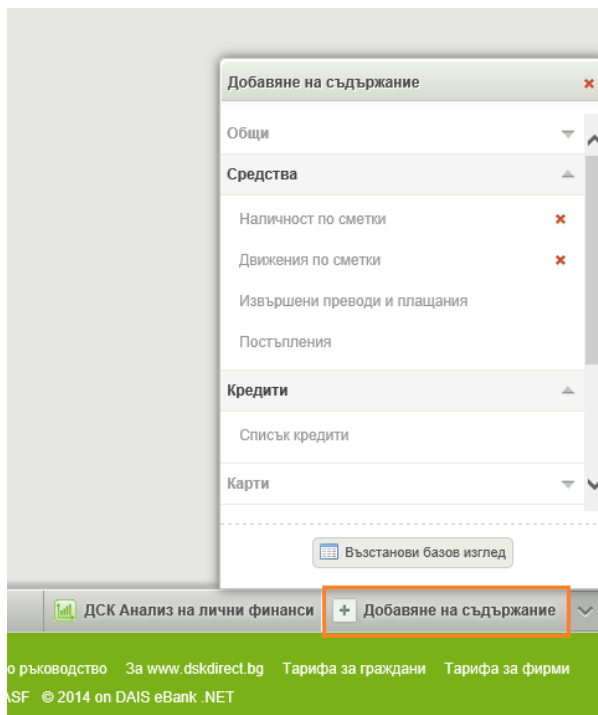 Добавяне на съдържание
Общи
Средства
Наличност по сметки
Движения по сметки
Извършени преводи и плащания
Постъпления
Кредити
Списък кредити
Карти
Възстанови базов изглед
ДСК Анализ на лични финанси + Добавяне на съдържание
о ръководство За www.dskdirect.bg Тарифа за граждани Тарифа за фирми
ASF © 2014 on DAIS eBank .NET